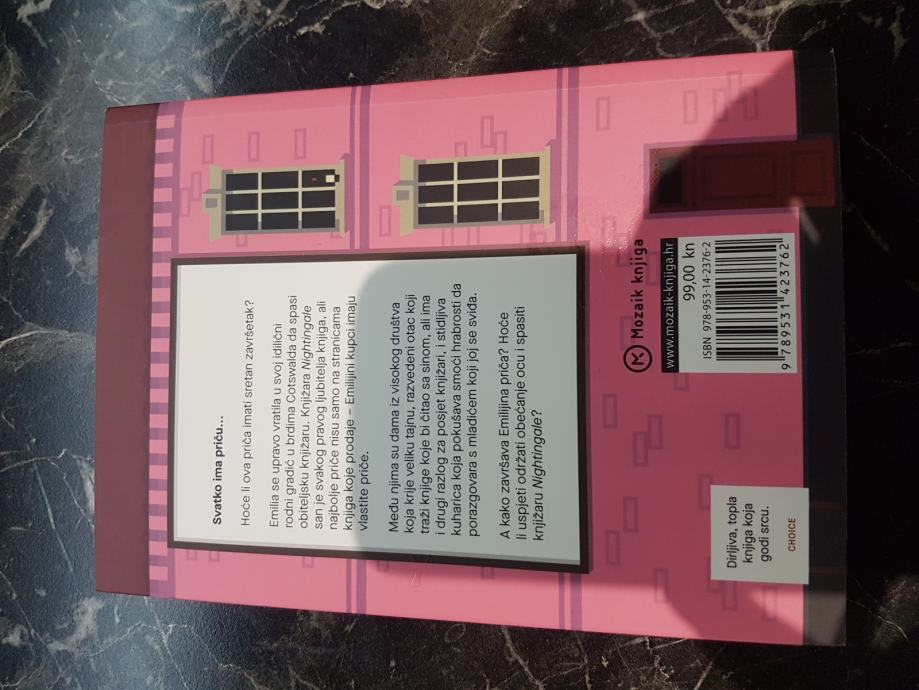 Svatko ima priču...
Hoće li ova priča imati sretan završetak?
Emilia se upravo vratila u svoj idilični
rodni gradić u brdima Cotswalda da spasi
obiteljsku knjižaru. Knjižara Nightingale
san je svakog pravog ljubitelja knjiga, ali
najbolje priče nisu samo na stranicama
knjiga koje prodaje – Emilijini kupci imaju
vlastite priče.
Među njima su dama iz visokog društva
koja krije veliku tajnu, razvedeni otac koji
traži knjige koje bi čitao sa sinom, ali ima
i drugi razlog za posjet knjižari, i stidljiva
kuharica koja pokušava smoći hrabrosti da
porazgovara s mladićem koji joj se sviđa.
A kako završava Emilijina priča? Hoće
li uspjeti održati obećanje ocu i spasiti
knjižaru Nightingale?
Dirljiva, topla
knjiga koja
godi srcu.
CHOICE
Mozaik knjiga
www.mozaik-knjiga.hr
99,00 kn
ISBN 978-953-14-2376-2
9 789531 423762